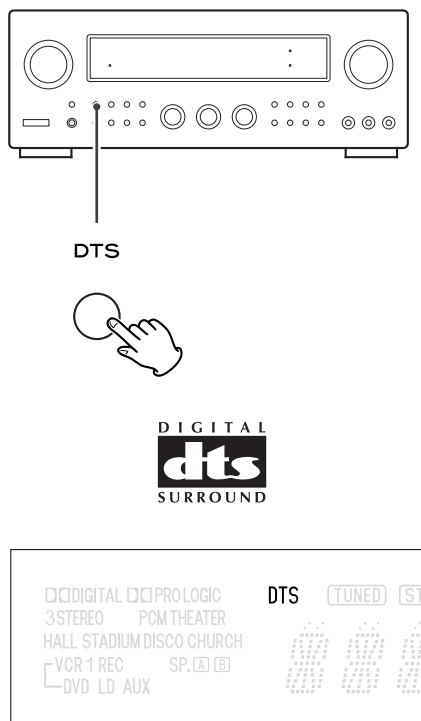 DTS
DIGITAL
dts
SURROUND
DIGITAL PRO LOGIC DTS TUNED
3 STEREO PCM THEATER
HALL STADIUM DISCO CHURCH
VCR 1 REC SP. A B
DVD LD AUX